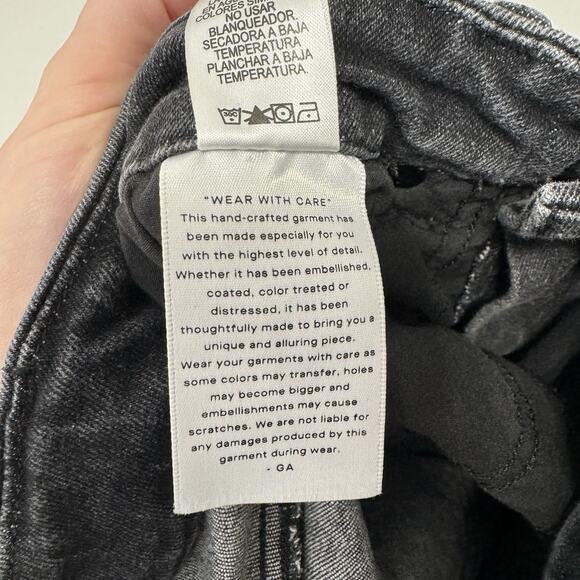 COLORES SIM
NO USAR
BLANQUEADOR.
SECADORA A BAJA
TEMPERATURA
PLANCHAR A BAJA
TEMPERATURA.
30C
"WEAR WITH CARE"
This hand-crafted garment has
been made especially for you
with the highest level of detail.
Whether it has been embellished,
coated, color treated or
distressed, it has been
thoughtfully made to bring you a
unique and alluring piece.
Wear your garments with care as
some colors may transfer, holes
may become bigger and
embellishments may cause
scratches. We are not liable for
any damages produced by this
garment during wear.
- GA